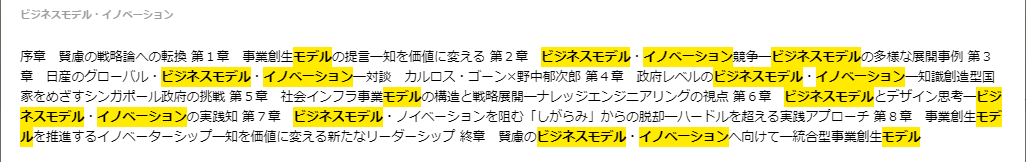 ビジネスモデル・イノベーション
序章　賢慮の戦略論への転換 第１章　事業創生モデルの提言―知を価値に変える 第２章　ビジネスモデル・イノベーション競争―ビジネスモデルの多様な展開事例 第３
章　日産のグローバル・ビジネスモデル・イノベーション―対談　カルロス・ゴーン×野中郁次郎 第４章　政府レベルのビジネスモデル・イノベーション―知識創造型国
家をめざすシンガポール政府の挑戦 第５章　社会インフラ事業モデルの構造と戦略展開―ナレッジエンジニアリングの視点 第６章　ビジネスモデルとデザイン思考―ビジ
ネスモデル・イノベーションの実践知 第７章　ビジネスモデル・ノイベーションを阻む「しがらみ」からの脱却―ハードルを超える実践アプローチ 第８章　事業創生モデ
ルを推進するイノベーターシップ―知を価値に変える新たなリーダーシップ 終章　賢慮のビジネスモデル・イノベーションへ向けて―統合型事業創生モデル